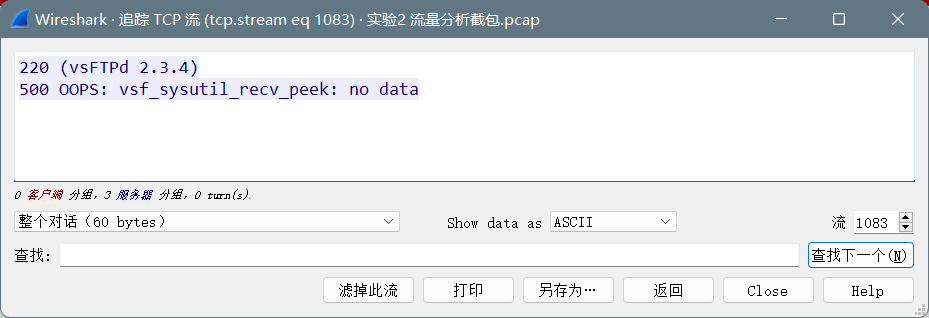 Wireshark · 追踪 TCP 流 (tcp.stream eq 1083) · 实验2 流量分析截包.pcap
220 (vsFTPd 2.3.4)
500 OOPS: vsf_sysutil_recv_peek: no data
0 客户端 分组，3 服务器 分组，0 turn(s).
整个对话（60 bytes） Show data as ASCII 流 1083
查找: 查找下一个(N)
滤掉此流 打印 另存为… 返回 Close Help